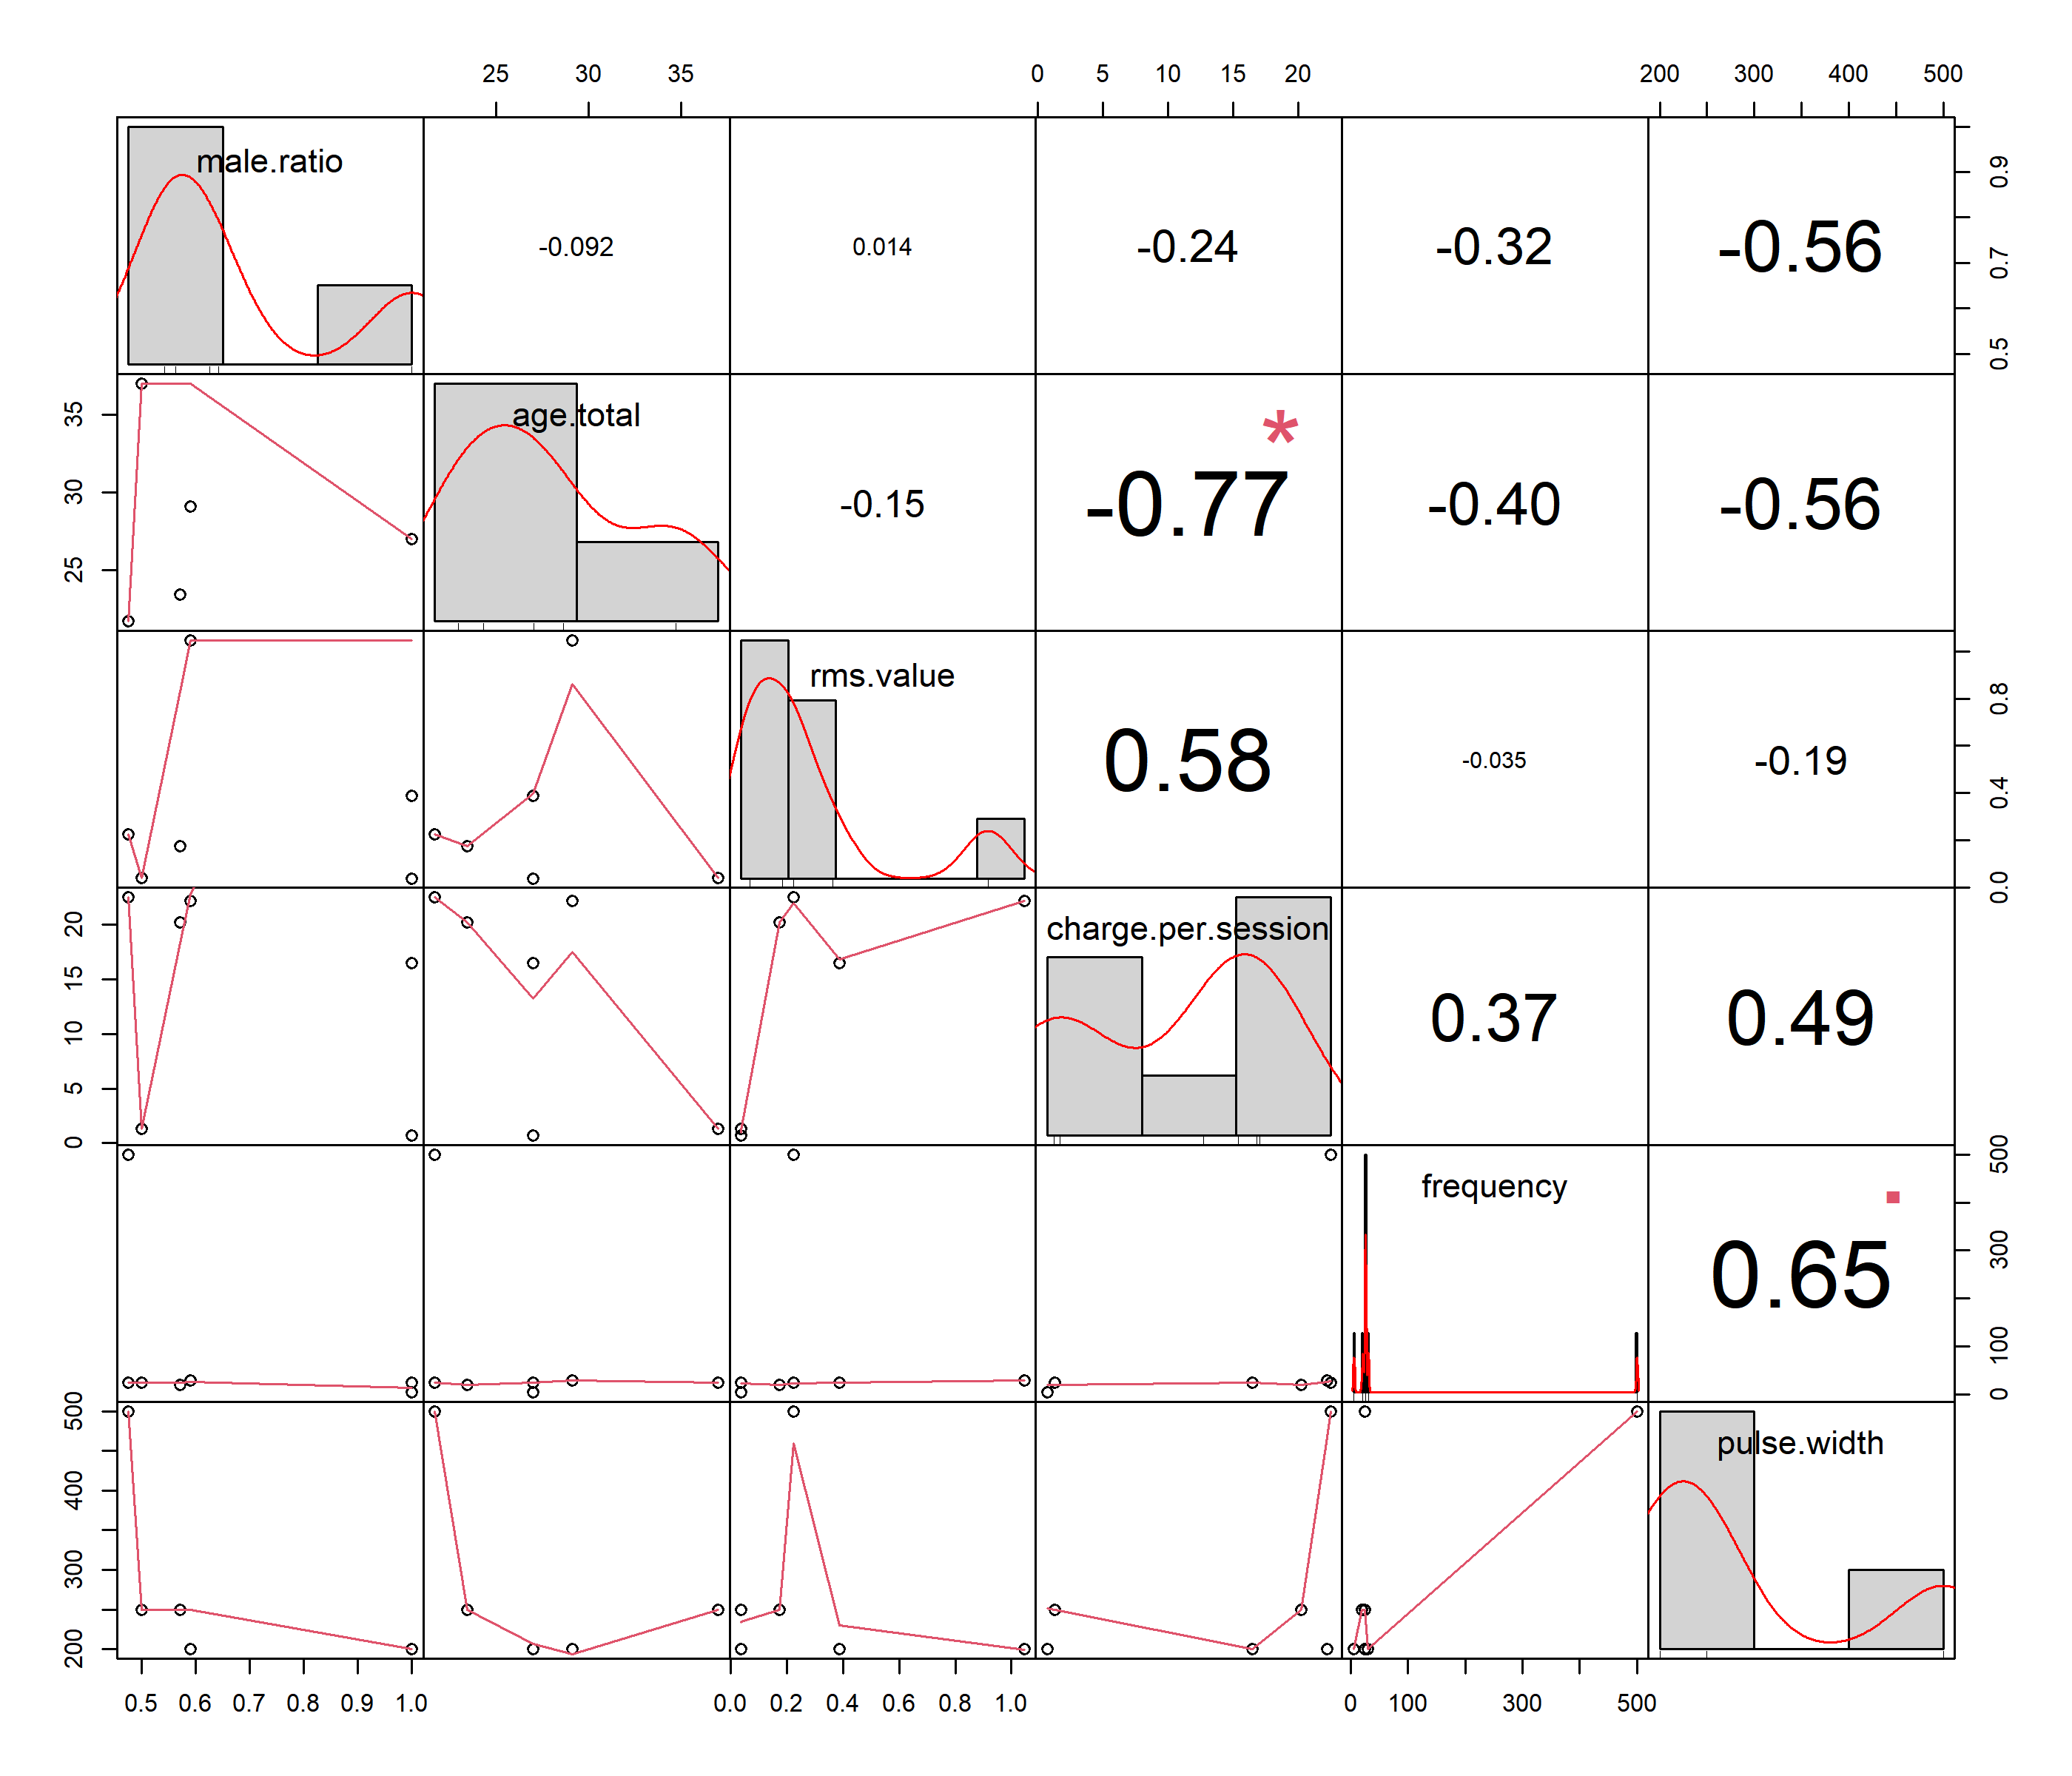 25 30 35 0 5 10 15 20 200 300 400 500
male.ratio -0.092 0.014 -0.24 -0.32 -0.56 0.5 0.7 0.9
25 30 35 age.total -0.15 -0.77 * -0.40 -0.56
rms.value 0.58 -0.035 -0.19 0.0 0.4 0.8
0 5 10 15 20 charge.per.session 0.37 0.49
frequency 0.65 0 100 300 500
200 300 400 500 pulse.width
0.5 0.6 0.7 0.8 0.9 1.0 0.0 0.2 0.4 0.6 0.8 1.0 0 100 300 500